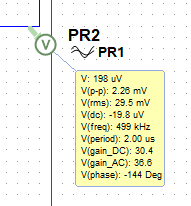 PR2
V
PR1
V: 198 uV
V(p-p): 2.26 mV
V(rms): 29.5 mV
V(dc): -19.8 uV
V(freq): 499 kHz
V(period): 2.00 us
V(gain_DC): 30.4
V(gain_AC): 36.6
V(phase): -144 Deg